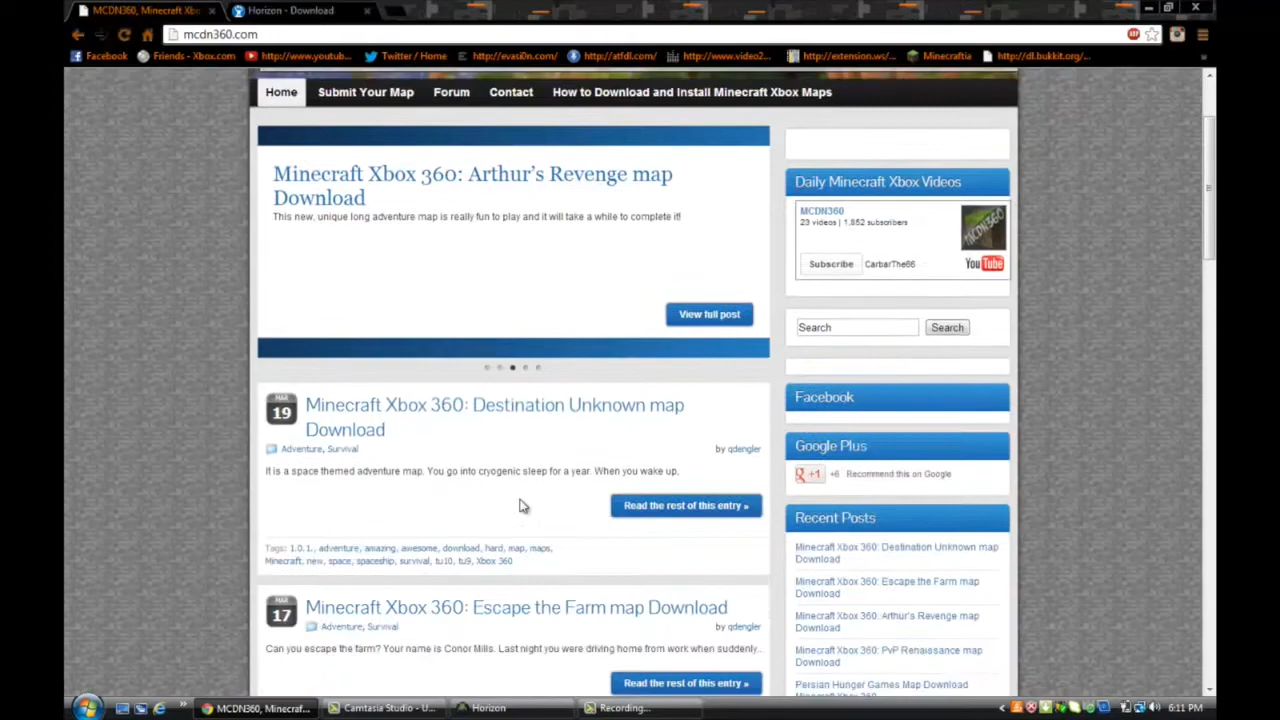 MCDN360, Minecraft Xbo
Horizon - Download
mcdn360.com
Facebook
Friends - Xbox.com
http://www.youtub...
Twitter / Home
http://evasi0n.com/
http://atfdl.com/
http://www.video2...
http://extension.ws/...
Minecraftia
http://dl.bukkit.org/...
Home
Submit Your Map
Forum
Contact
How to Download and Install Minecraft Xbox Maps
Minecraft Xbox 360: Arthur's Revenge map
Download
This new, unique long adventure map is really fun to play and it will take a while to complete it!
View full post
MAR
19
Minecraft Xbox 360: Destination Unknown map
Download
Adventure, Survival
by qdengler
It is a space themed adventure map. You go into cryogenic sleep for a year. When you wake up,
Read the rest of this entry »
Tags: 1.0.1., adventure, amazing, awesome, download, hard, map, maps,
Minecraft, new, space, spaceship, survival, tu10, tu9, Xbox 360
MAR
17
Minecraft Xbox 360: Escape the Farm map Download
Adventure, Survival
by qdengler
Can you escape the farm? Your name is Conor Mills. Last night you were driving home from work when suddenly..
Read the rest of this entry »
Daily Minecraft Xbox Videos
MCDN360
23 videos | 1,852 subscribers
MCDN360
Subscribe
CarbarThe66
YouTube
Search
Search
Facebook
Google Plus
+1
+6
Recommend this on Google
Recent Posts
Minecraft Xbox 360: Destination Unknown map
Download
Minecraft Xbox 360: Escape the Farm map
Download
Minecraft Xbox 360: Arthur's Revenge map
Download
Minecraft Xbox 360: PvP Renaissance map
Download
Persian Hunger Games Map Download
MCDN360, Minecraf...
Camtasia Studio - U...
Horizon
Recording...
6:11 PM